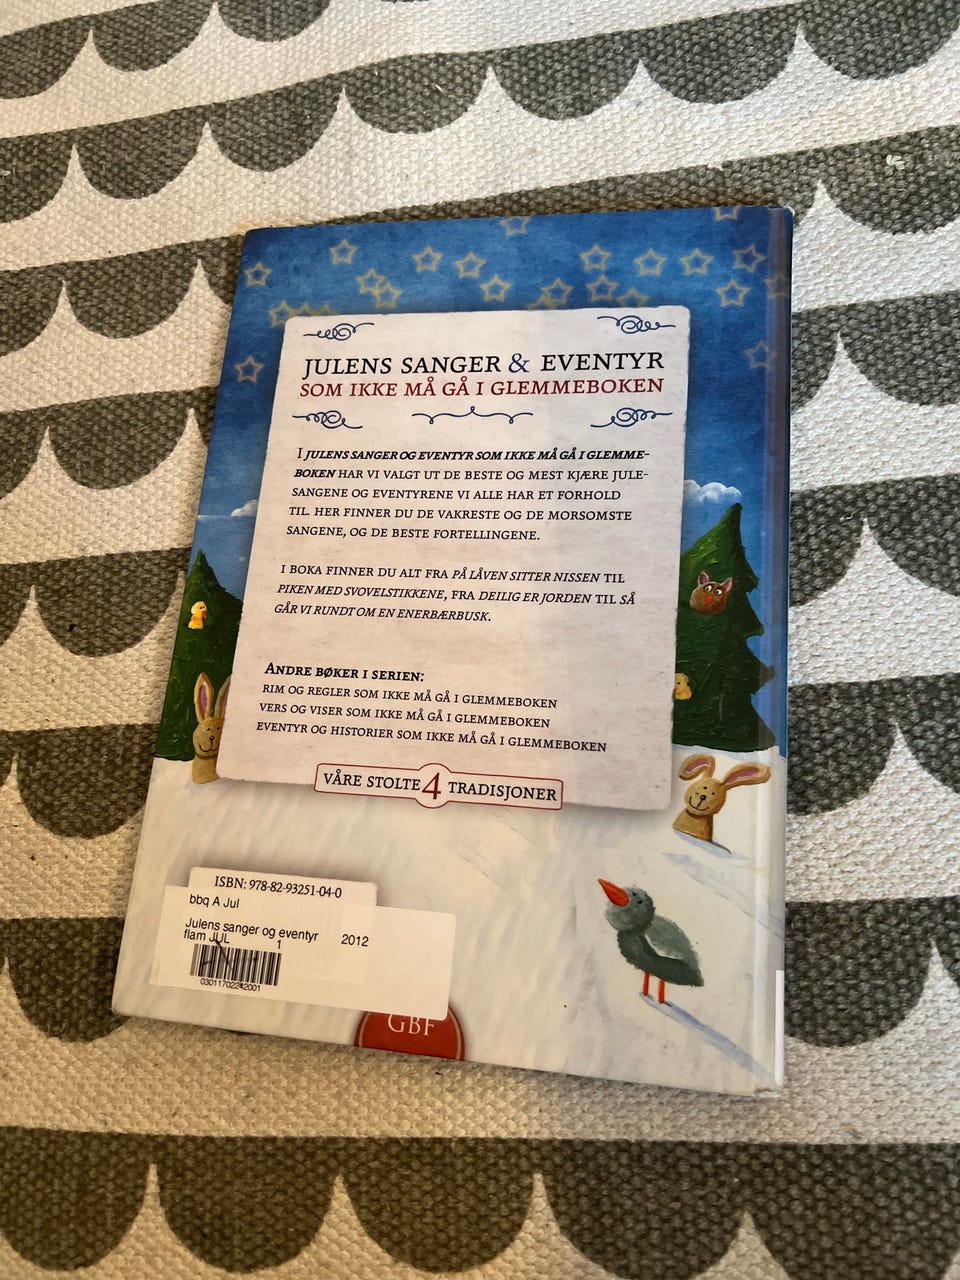 JULENS SANGER & EVENTYR
SOM IKKE MÅ GÅ I GLEMMEBOKEN
I JULENS SANGER OG EVENTYR SOM IKKE MÅ GÅ I GLEMME-
BOKEN HAR VI VALGT UT DE BESTE OG MEST KJÆRE JULE-
SANGENE OG EVENTYRENE VI ALLE HAR ET FORHOLD
TIL. HER FINNER DU DE VAKRESTE OG DE MORSOMSTE
SANGENE, OG DE BESTE FORTELLINGENE.
I BOKA FINNER DU ALT FRA PÅ LÅVEN SITTER NISSEN TIL
PIKEN MED SVOVELSTIKKENE, FRA DEILIG ER JORDEN TIL SÅ
GÅR VI RUNDT OM EN ENERBÆRBUSK.
ANDRE BØKER I SERIEN:
RIM OG REGLER SOM IKKE MÅ GÅ I GLEMMEBOKEN
VERS OG VISER SOM IKKE MÅ GÅ I GLEMMEBOKEN
EVENTYR OG HISTORIER SOM IKKE MÅ GÅ I GLEMMEBOKEN
VÅRE STOLTE 4 TRADISJONER
ISBN: 978-82-93251-04-0
bbq A Jul
Julens sanger og eventyr 2012
flam JUL 1
03011702242001
GBF